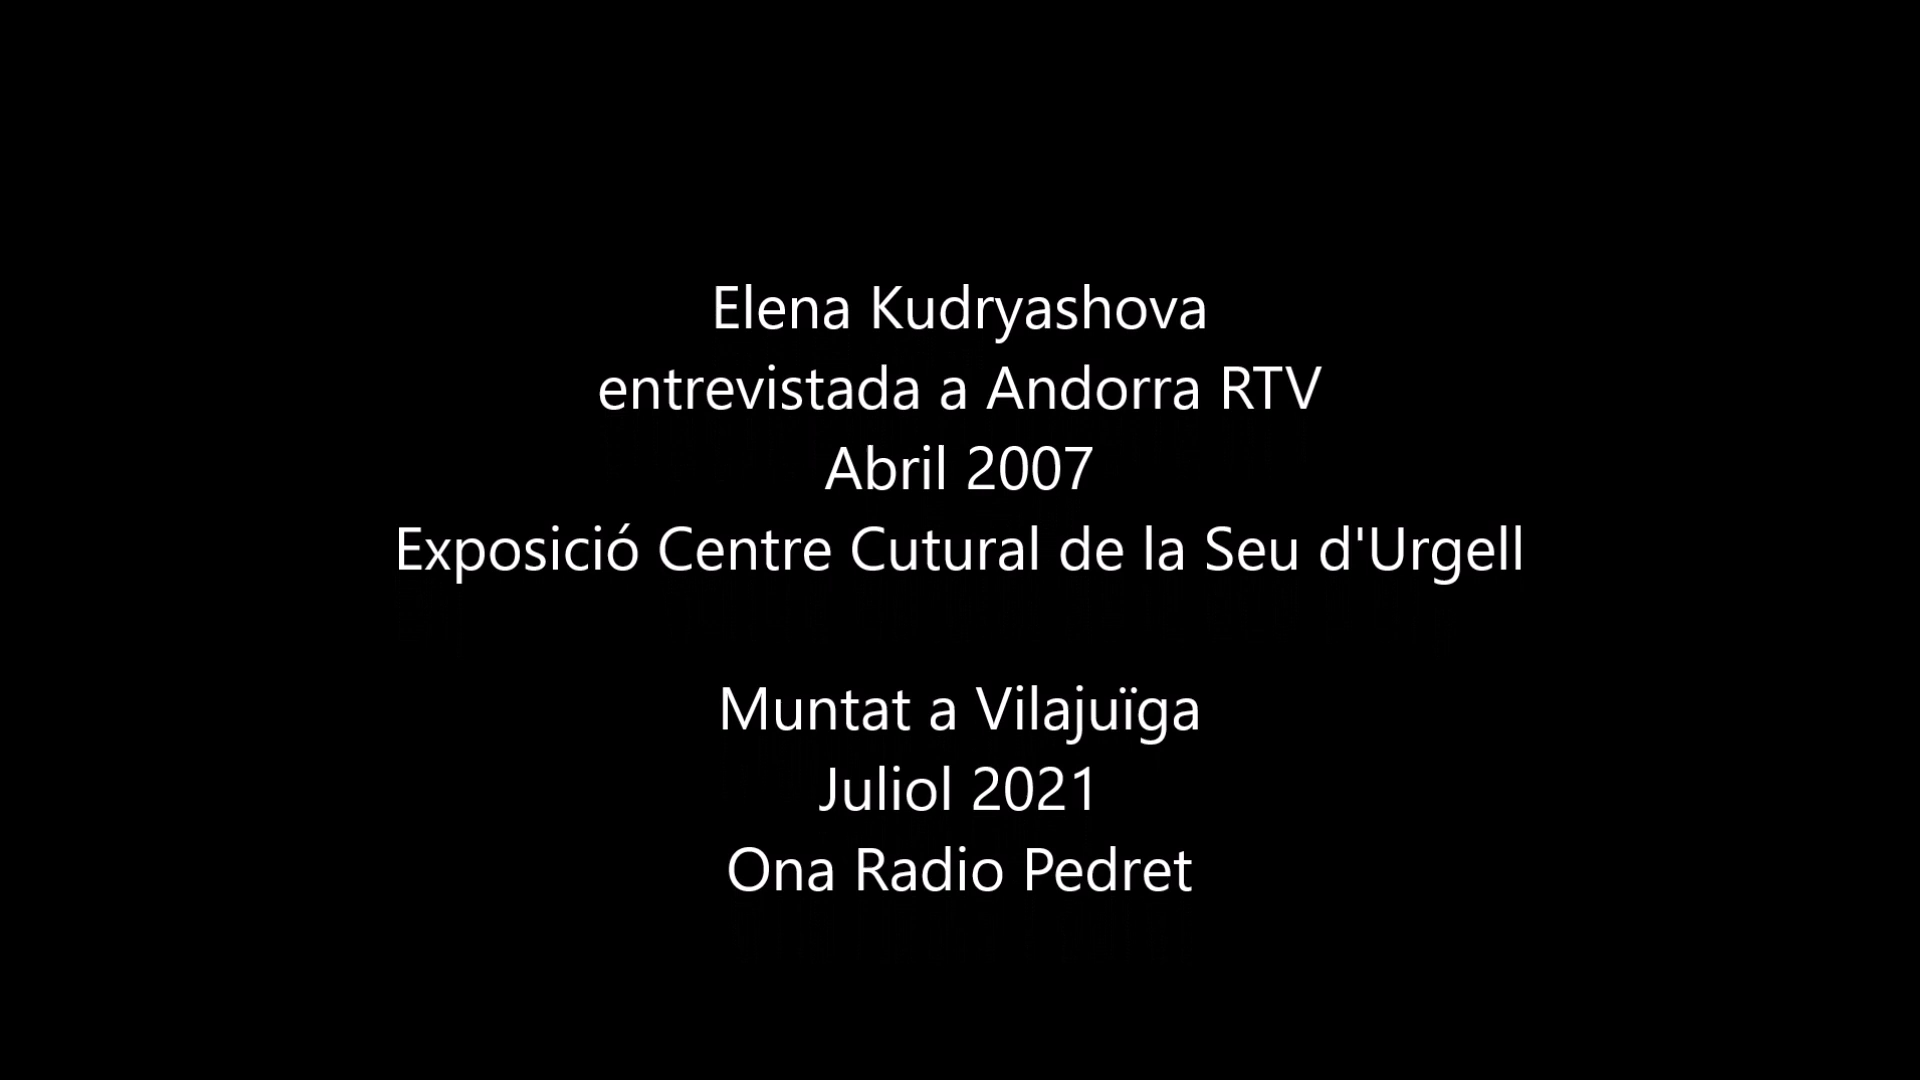 Elena Kudryashova
entrevistada a Andorra RTV
Abril 2007
Exposició Centre Cutural de la Seu d'Urgell
Muntat a Vilajuïga
Juliol 2021
Ona Radio Pedret